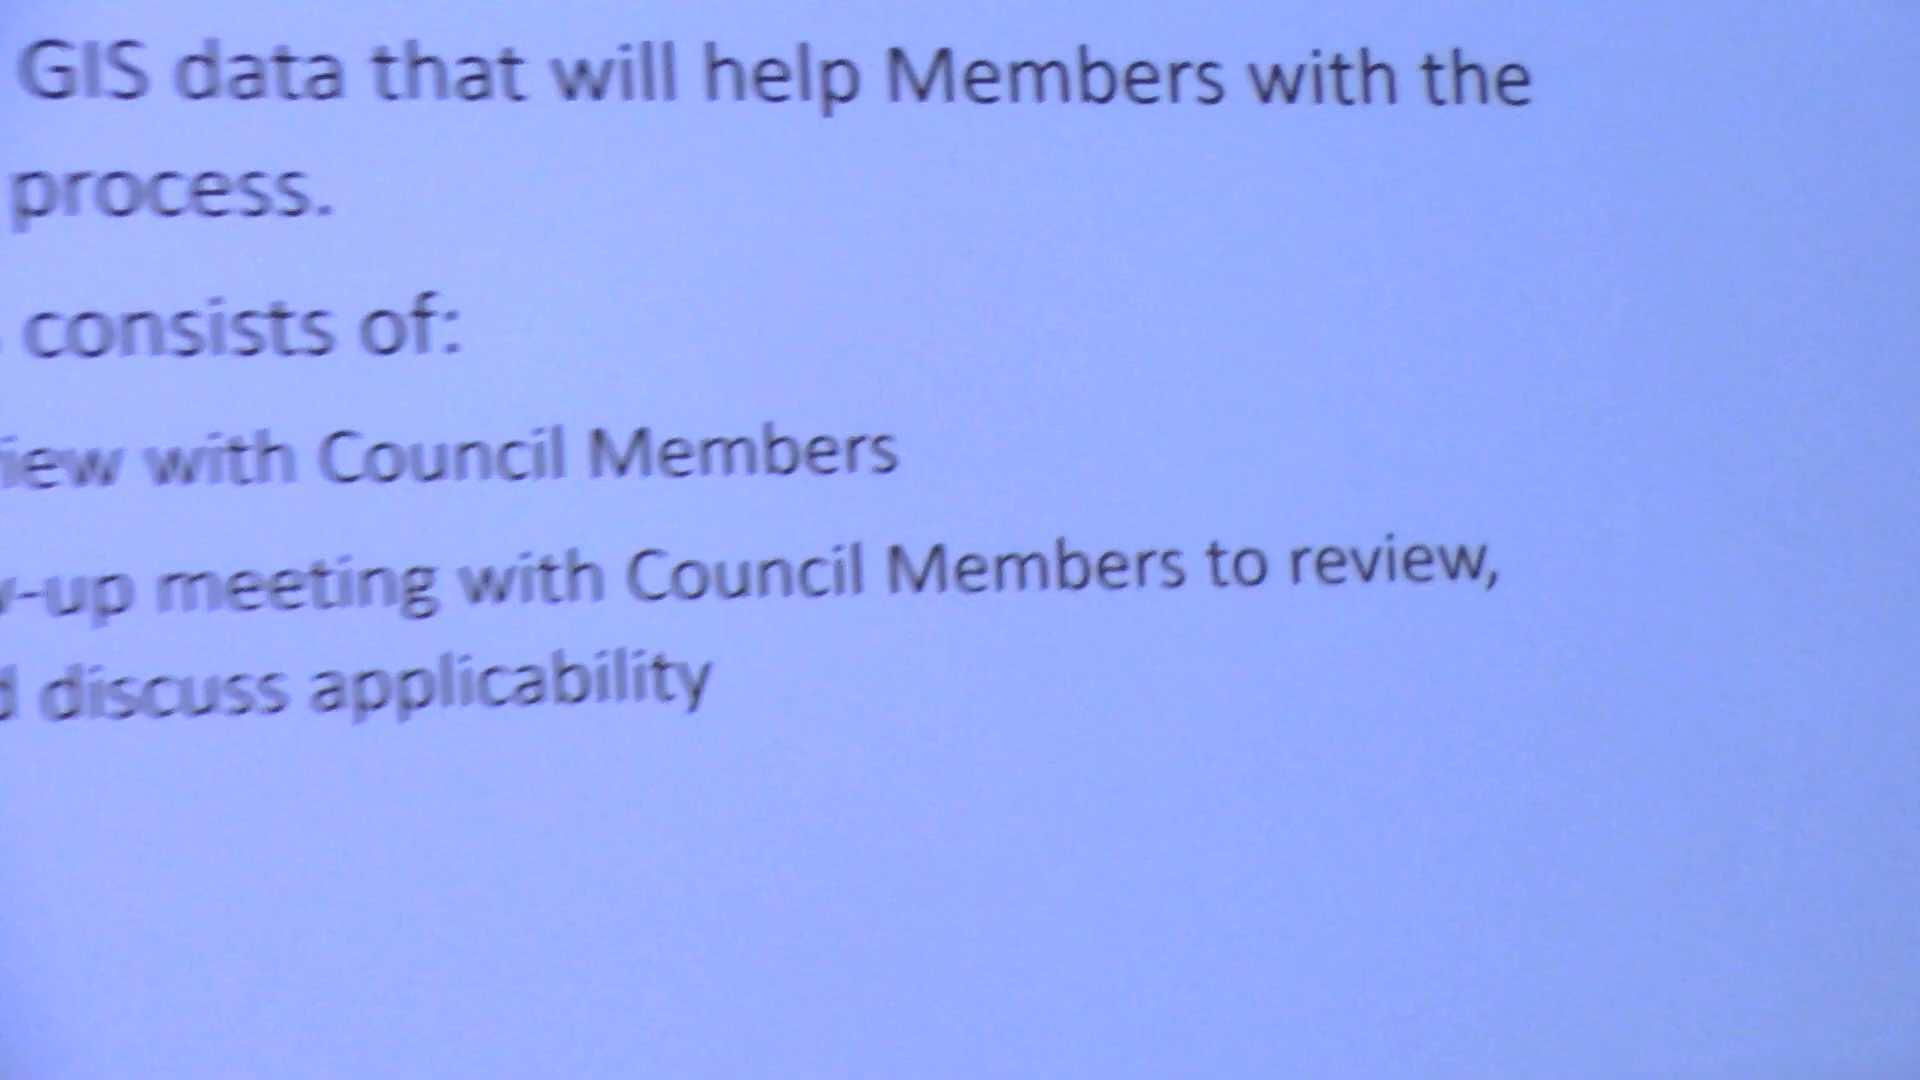 GIS data that will help Members with the
process.
consists of:
with Council Members
-up meeting with Council Members to review,
discuss applicability